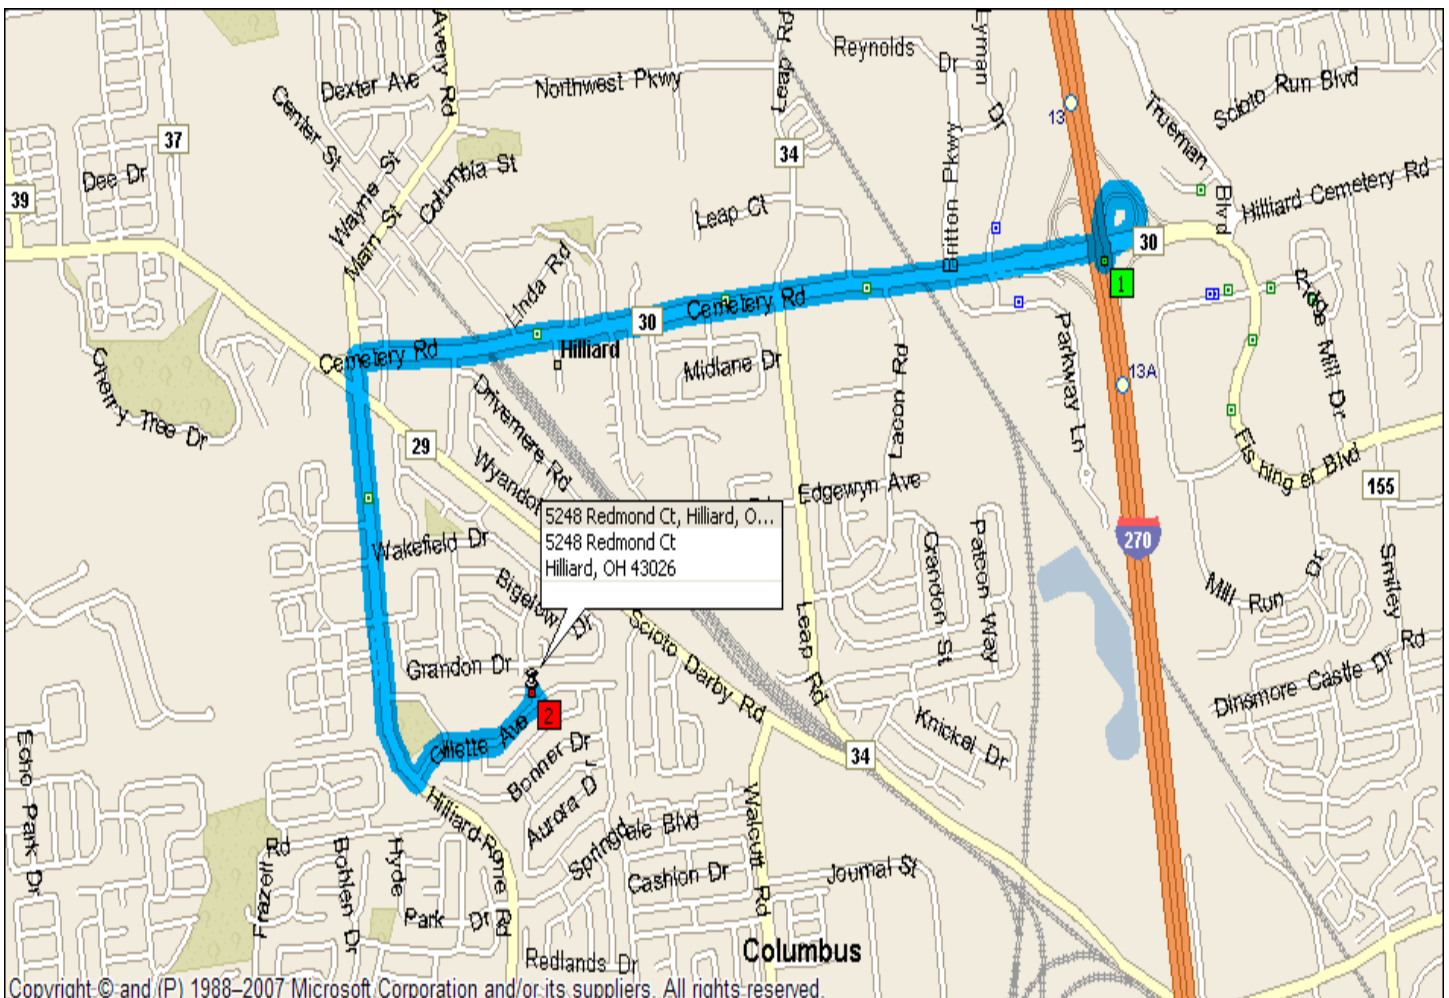 Reynolds Dr
Lyman Dr
Leap Rd
Avery Rd
Dexter Ave
Northwest Pkwy
Scioto Run Blvd
Trueman Blvd
Center St
13
37
34
Dee Dr
Wayne St
Columbia St
Britton Pkwy
Hilliard Cemetery Rd
39
Main St
Leap Ct
30
1
Linda Rd
Ridge Mill Dr
Cemetery Rd
30
Cemetery Rd
Hilliard
Midlane Dr
Parkway Ln
13A
Cherry Tree Dr
Drivemere Rd
Lacon Rd
29
Fishinger Blvd
Wyandot
Edgewyn Ave
155
5248 Redmond Ct, Hilliard, O...
5248 Redmond Ct
Hilliard, OH 43026
270
Wakefield Dr
Bigelow Dr
Crandon St
Patcon Way
Mill Run Dr
Smiley Rd
Scioto Darby Rd
Leap Rd
Grandon Dr
Dinsmore Castle Dr
2
Gillette Ave
Knickel Dr
Bonner Dr
34
Echo Park Dr
Aurora D
Hilliard-Rome Rd
Walcutt Rd
Frazell Rd
Bohlen Dr
Hyde Park Dr
Cashion Dr
Journal St
Columbus
Redlands Dr
Copyright © and (P) 1988–2007 Microsoft Corporation and/or its suppliers. All rights reserved.